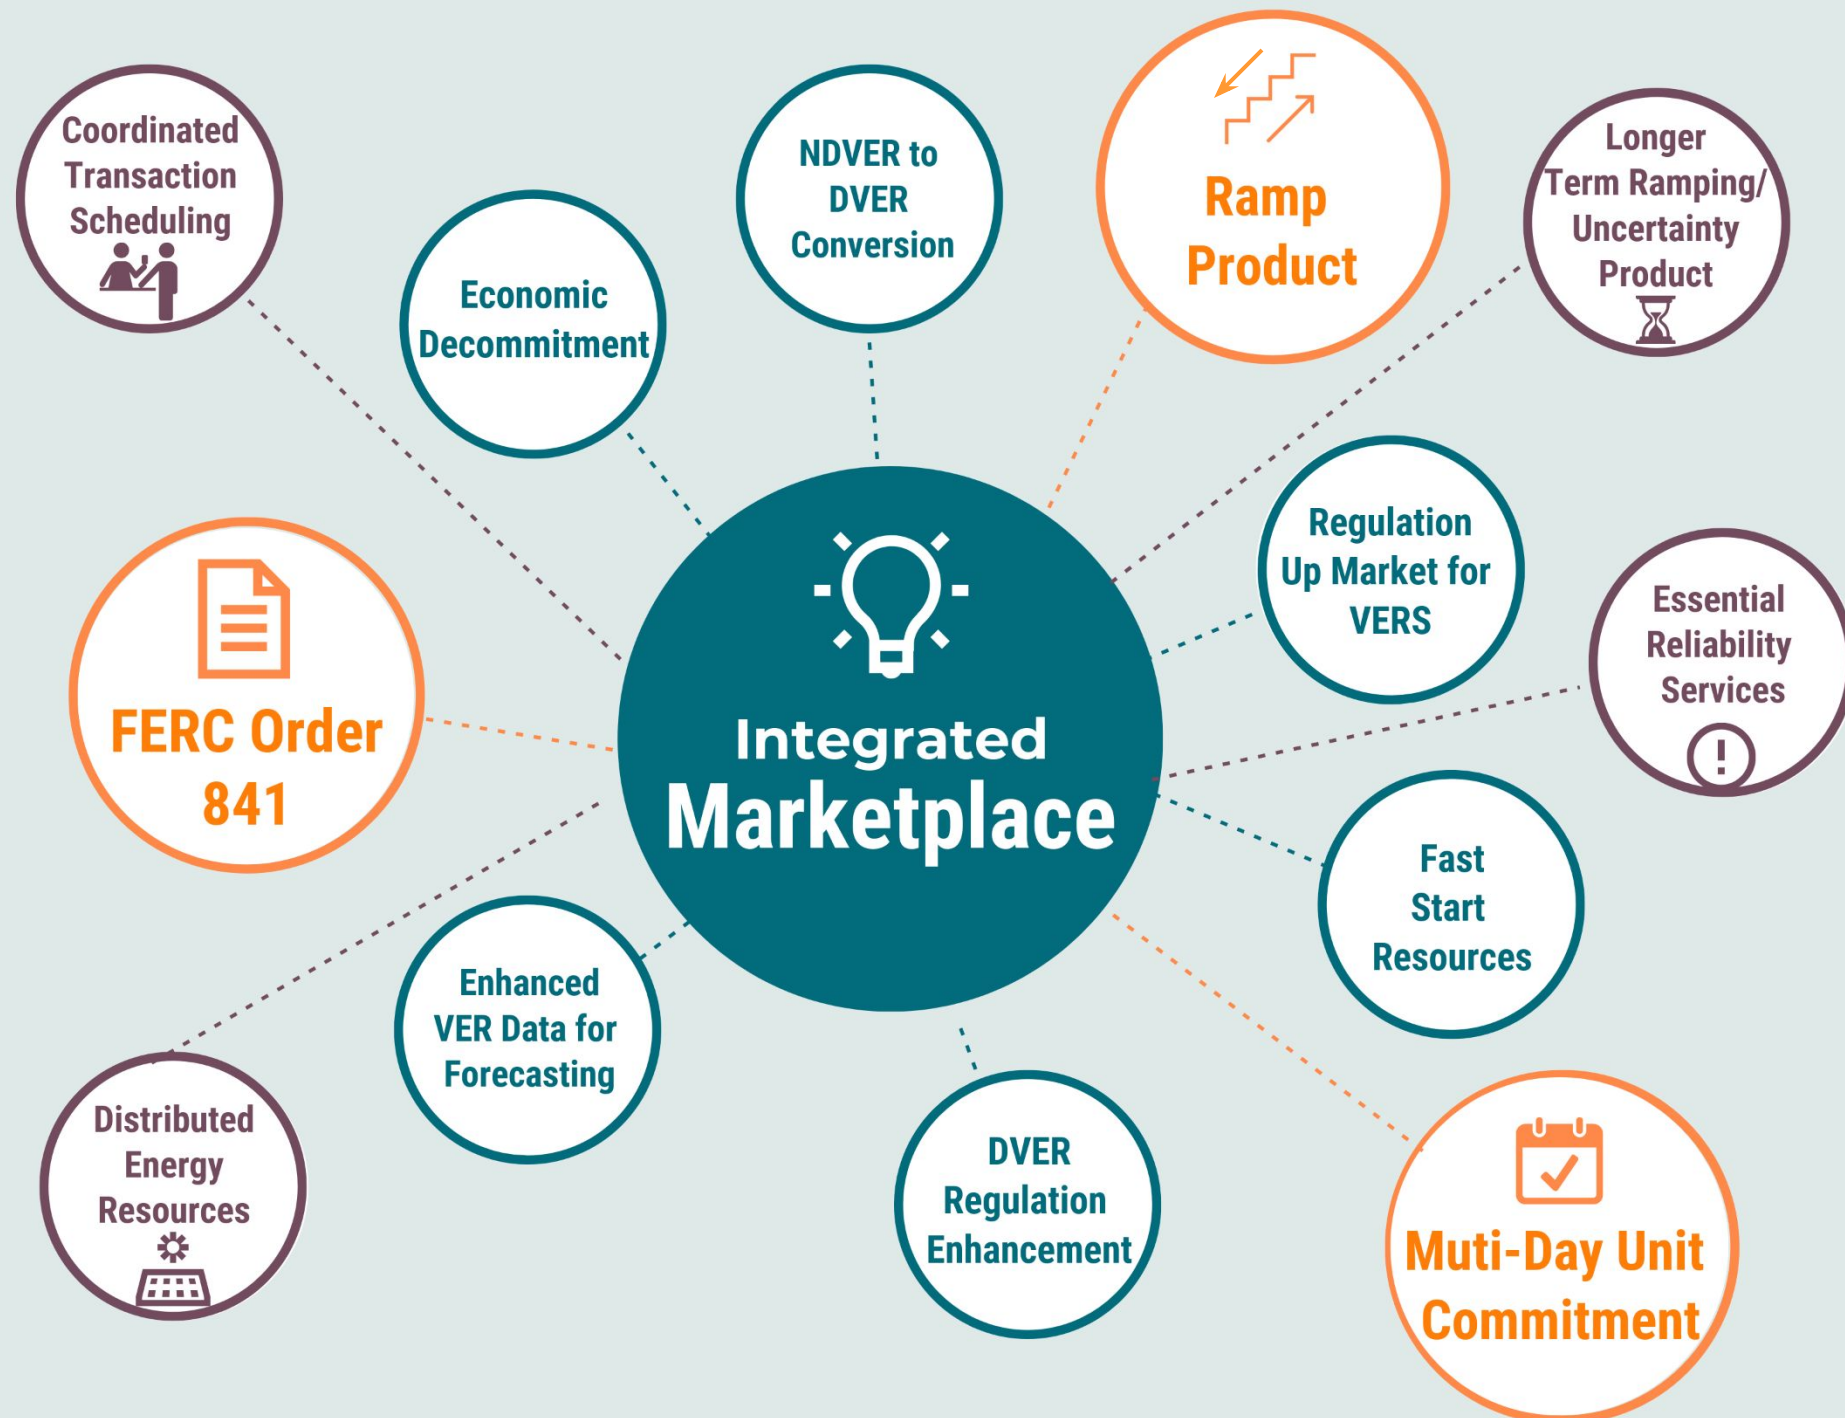 Coordinated
Transaction
Scheduling
Economic
Decommitment
NDVER to
DVER
Conversion
Ramp
Product
Longer
Term Ramping/
Uncertainty
Product
Regulation
Up Market for
VERS
Essential
Reliability
Services
!
FERC Order
841
Integrated
Marketplace
Fast
Start
Resources
Enhanced
VER Data for
Forecasting
Distributed
Energy
Resources
DVER
Regulation
Enhancement
Muti-Day Unit
Commitment